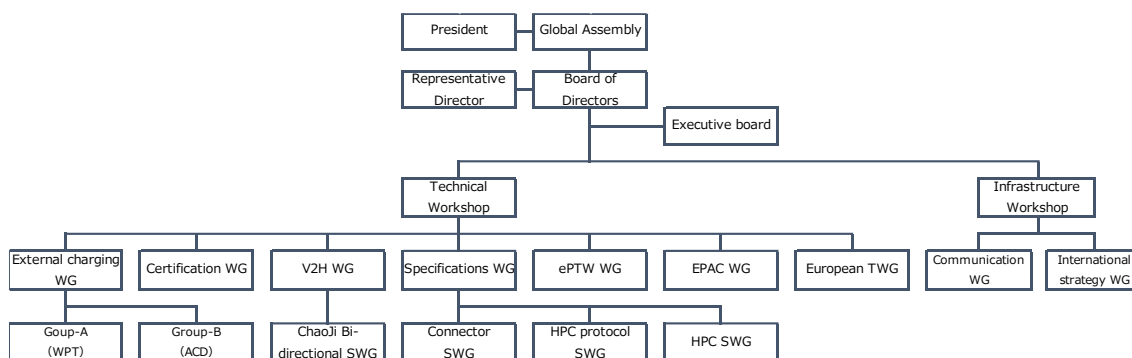 President
Global Assembly
Representative
Director
Board of
Directors
Executive board
Technical
Workshop
Infrastructure
Workshop
External charging
WG
Certification WG
V2H WG
Specifications WG
ePTW WG
EPAC WG
European TWG
Communication
WG
International
strategy WG
Goup-A
(WPT)
Group-B
(ACD)
ChaoJi Bi-
directional SWG
Connector
SWG
HPC protocol
SWG
HPC SWG